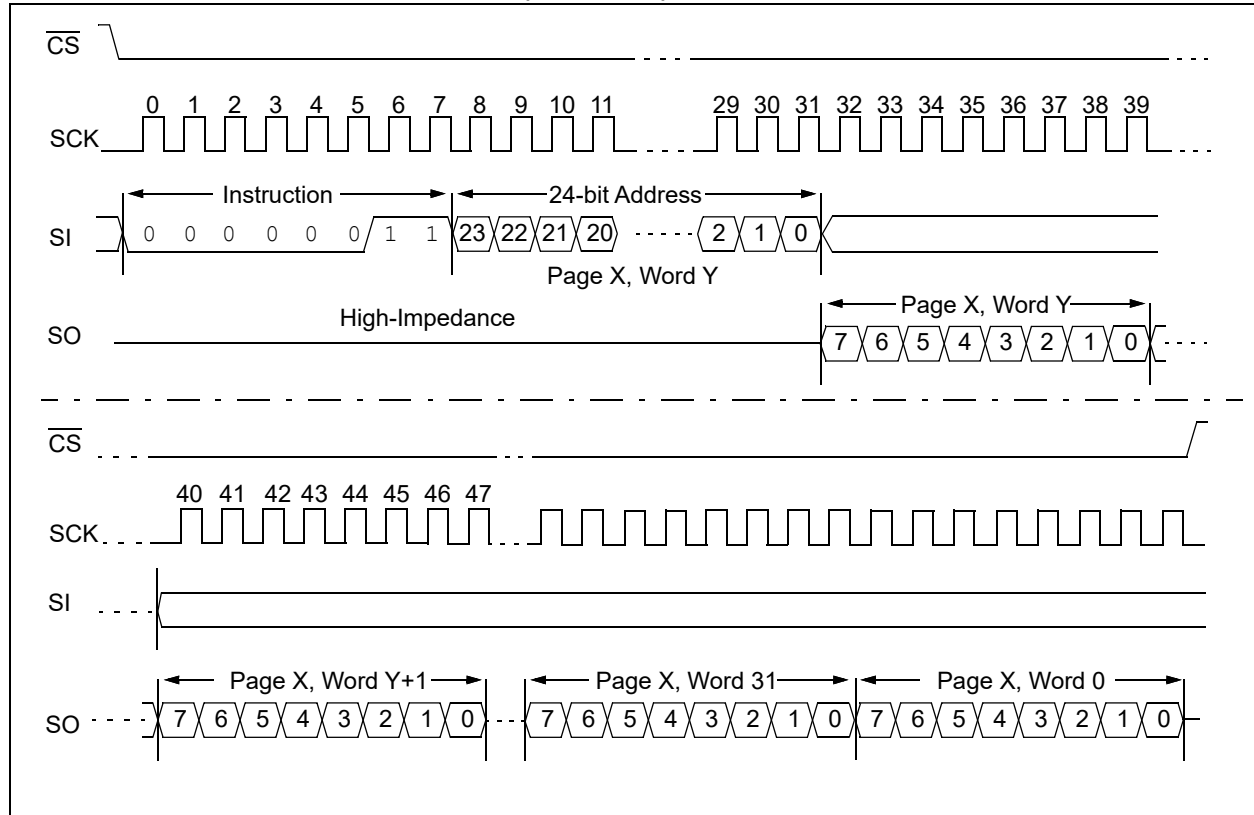 CS
0 1 2 3 4 5 6 7 8 9 10 11 29 30 31 32 33 34 35 36 37 38 39
SCK
Instruction 24-bit Address
SI 0 0 0 0 0 0 1 1 23 22 21 20 2 1 0
Page X, Word Y
High-Impedance Page X, Word Y
SO 7 6 5 4 3 2 1 0
CS
40 41 42 43 44 45 46 47
SCK
SI
Page X, Word Y+1 Page X, Word 31 Page X, Word 0
SO 7 6 5 4 3 2 1 0 7 6 5 4 3 2 1 0 7 6 5 4 3 2 1 0